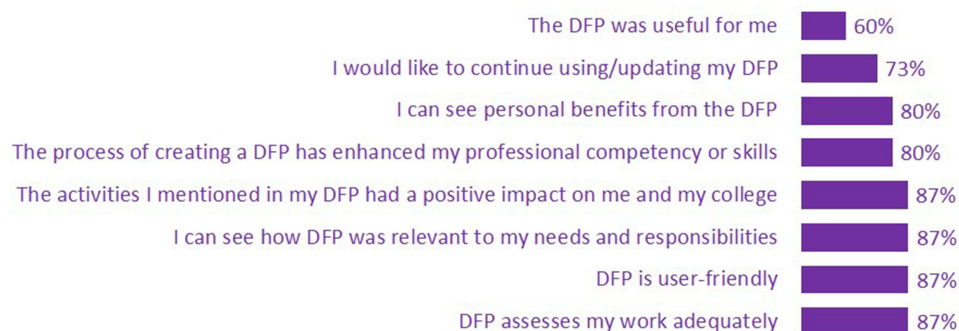 The DFP was useful for me 60%
I would like to continue using/updating my DFP 73%
I can see personal benefits from the DFP 80%
The process of creating a DFP has enhanced my professional competency or skills 80%
The activities I mentioned in my DFP had a positive impact on me and my college 87%
I can see how DFP was relevant to my needs and responsibilities 87%
DFP is user-friendly 87%
DFP assesses my work adequately 87%